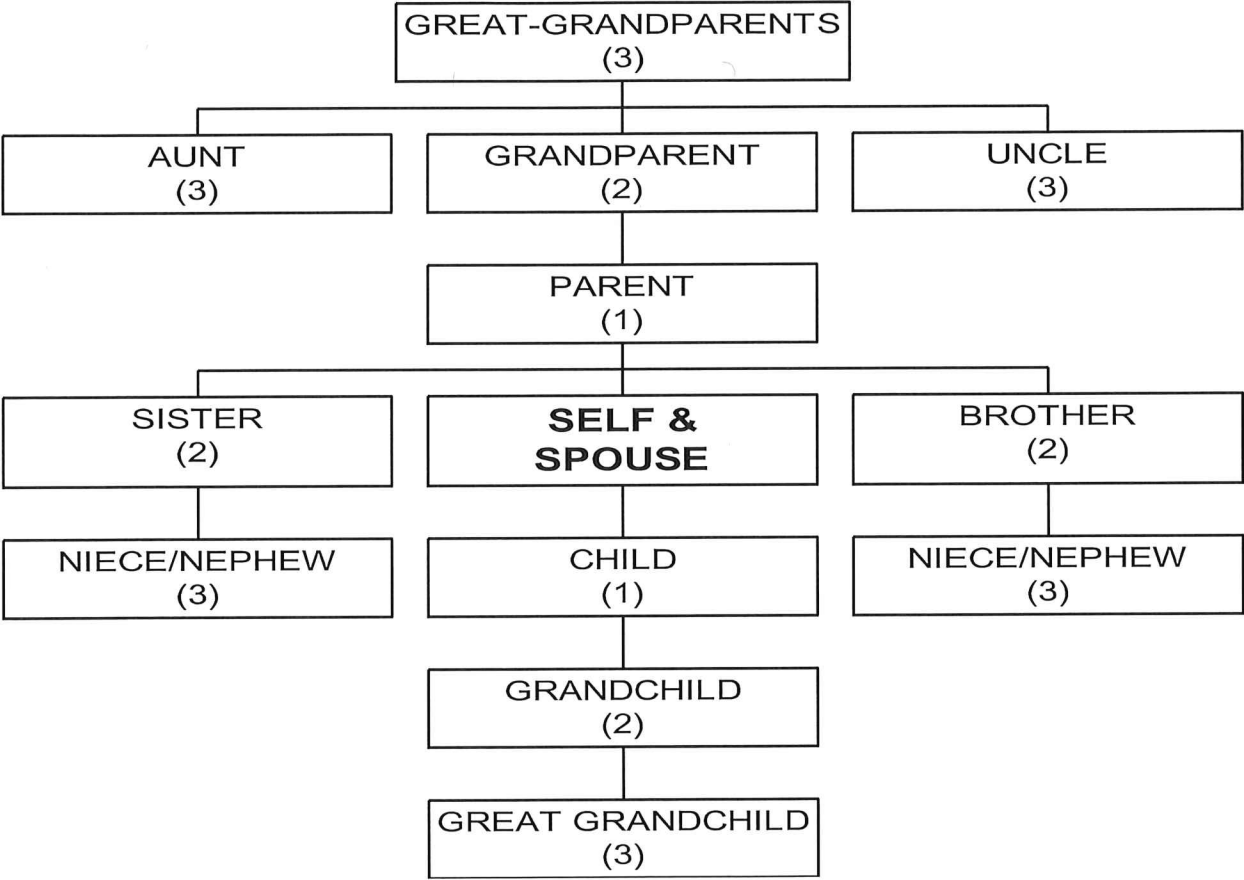 GREAT-GRANDPARENTS
(3)
AUNT
(3)
GRANDPARENT
(2)
UNCLE
(3)
PARENT
(1)
SISTER
(2)
SELF &
SPOUSE
BROTHER
(2)
NIECE/NEPHEW
(3)
CHILD
(1)
NIECE/NEPHEW
(3)
GRANDCHILD
(2)
GREAT GRANDCHILD
(3)